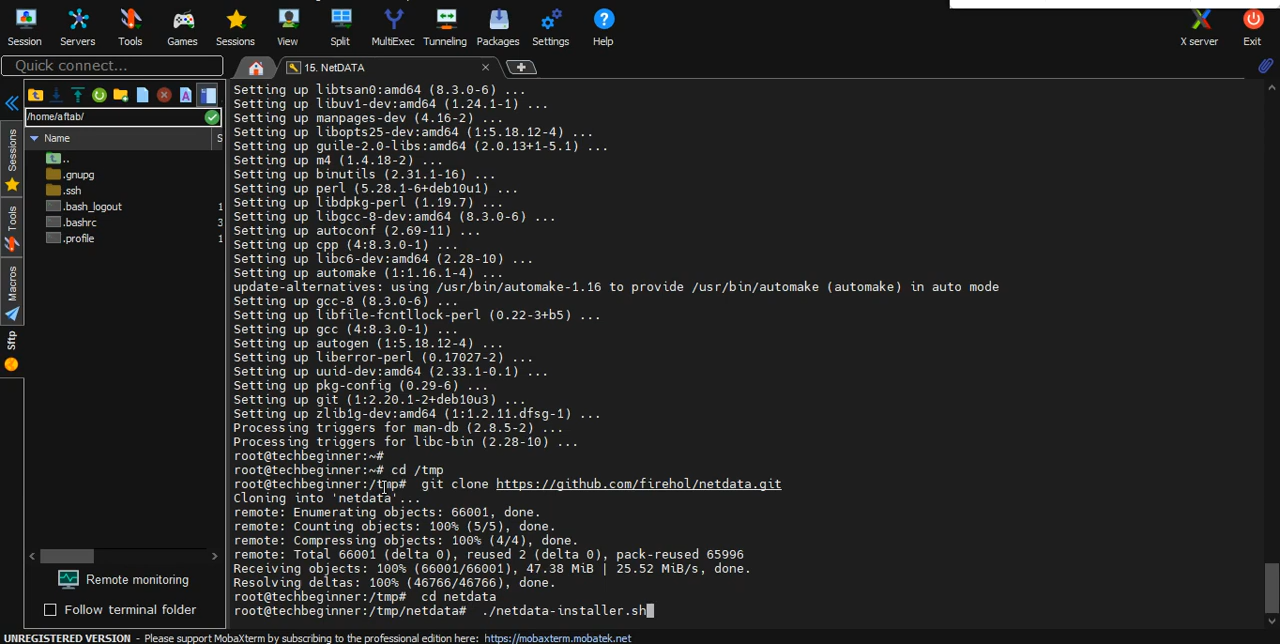 Session
Servers
Tools
Games
Sessions
View
Split
MultiExec
Tunneling
Packages
Settings
Help
X server
Exit
Quick connect...
15. NetDATA
/home/aftab/
Name
S
..
.gnupg
.ssh
.bash_logout 1
.bashrc 3
.profile 1
Sessions
Tools
Macros
Sftp
Remote monitoring
Follow terminal folder
Setting up libtsan0:amd64 (8.3.0-6) ...
Setting up libuv1-dev:amd64 (1.24.1-1) ...
Setting up manpages-dev (4.16-2) ...
Setting up libopts25-dev:amd64 (1:5.18.12-4) ...
Setting up guile-2.0-libs:amd64 (2.0.13+1-5.1) ...
Setting up m4 (1.4.18-2) ...
Setting up binutils (2.31.1-16) ...
Setting up perl (5.28.1-6+deb10u1) ...
Setting up libdpkg-perl (1.19.7) ...
Setting up libgcc-8-dev:amd64 (8.3.0-6) ...
Setting up autoconf (2.69-11) ...
Setting up cpp (4:8.3.0-1) ...
Setting up libc6-dev:amd64 (2.28-10) ...
Setting up automake (1:1.16.1-4) ...
update-alternatives: using /usr/bin/automake-1.16 to provide /usr/bin/automake (automake) in auto mode
Setting up gcc-8 (8.3.0-6) ...
Setting up libfile-fcntllock-perl (0.22-3+b5) ...
Setting up gcc (4:8.3.0-1) ...
Setting up autogen (1:5.18.12-4) ...
Setting up liberror-perl (0.17027-2) ...
Setting up uuid-dev:amd64 (2.33.1-0.1) ...
Setting up pkg-config (0.29-6) ...
Setting up git (1:2.20.1-2+deb10u3) ...
Setting up zlib1g-dev:amd64 (1:1.2.11.dfsg-1) ...
Processing triggers for man-db (2.8.5-2) ...
Processing triggers for libc-bin (2.28-10) ...
root@techbeginner:~#
root@techbeginner:~# cd /tmp
root@techbeginner:/tmp# git clone https://github.com/firehol/netdata.git
Cloning into 'netdata'...
remote: Enumerating objects: 66001, done.
remote: Counting objects: 100% (5/5), done.
remote: Compressing objects: 100% (4/4), done.
remote: Total 66001 (delta 0), reused 2 (delta 0), pack-reused 65996
Receiving objects: 100% (66001/66001), 47.38 MiB | 25.52 MiB/s, done.
Resolving deltas: 100% (46766/46766), done.
root@techbeginner:/tmp# cd netdata
root@techbeginner:/tmp/netdata# ./netdata-installer.sh
UNREGISTERED VERSION - Please support MobaXterm by subscribing to the professional edition here: https://mobaxterm.mobatek.net